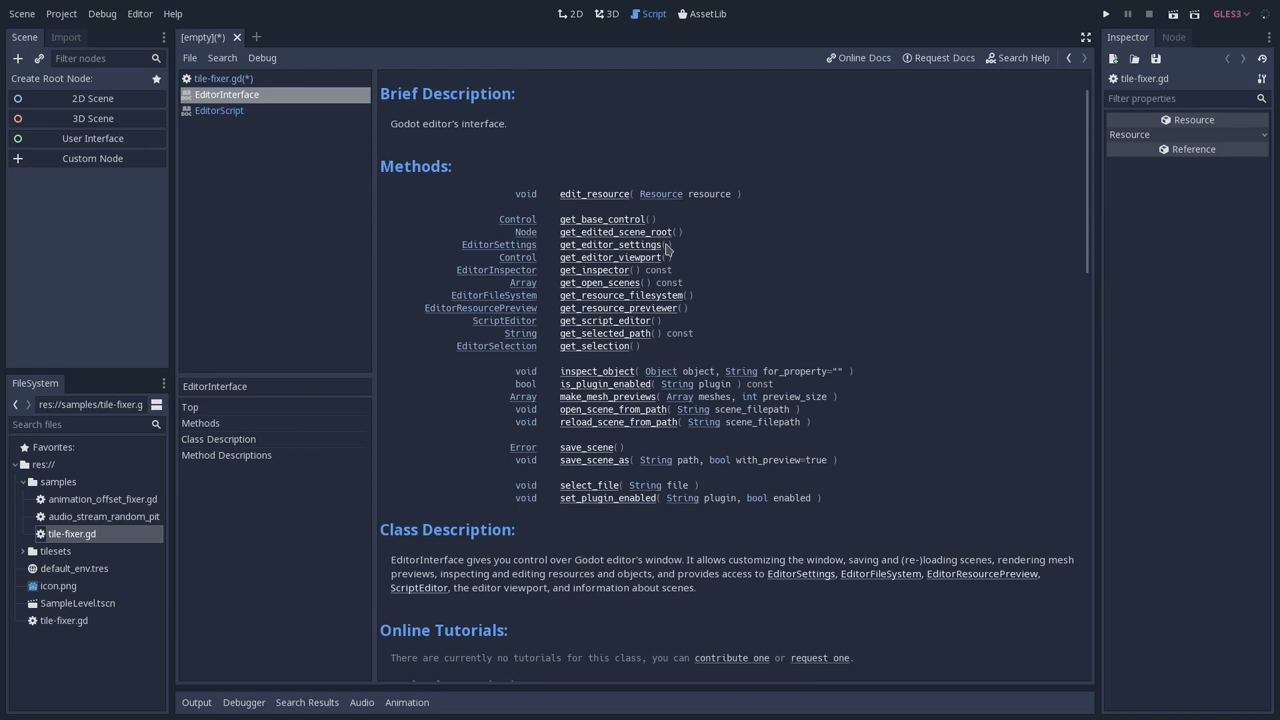 Scene Project Debug Editor Help
2D 3D Script AssetLib
GLES3
Scene Import
Filter nodes
Create Root Node:
2D Scene
3D Scene
User Interface
Custom Node
FileSystem
res://samples/tile-fixer.g
Search files
Favorites:
res://
samples
animation_offset_fixer.gd
audio_stream_random_pit
tile-fixer.gd
tilesets
default_env.tres
icon.png
SampleLevel.tscn
tile-fixer.gd
[empty](*)
File Search Debug
Online Docs Request Docs Search Help
tile-fixer.gd(*)
EditorInterface
EditorScript
EditorInterface
Top
Methods
Class Description
Method Descriptions
Brief Description:
Godot editor's interface.
Methods:
void edit_resource( Resource resource )
Control get_base_control()
Node get_edited_scene_root()
EditorSettings get_editor_settings()
Control get_editor_viewport()
EditorInspector get_inspector() const
Array get_open_scenes() const
EditorFileSystem get_resource_filesystem()
EditorResourcePreview get_resource_previewer()
ScriptEditor get_script_editor()
String get_selected_path() const
EditorSelection get_selection()
void inspect_object( Object object, String for_property="" )
bool is_plugin_enabled( String plugin ) const
Array make_mesh_previews( Array meshes, int preview_size )
void open_scene_from_path( String scene_filepath )
void reload_scene_from_path( String scene_filepath )
Error save_scene()
void save_scene_as( String path, bool with_preview=true )
void select_file( String file )
void set_plugin_enabled( String plugin, bool enabled )
Class Description:
EditorInterface gives you control over Godot editor's window. It allows customizing the window, saving and (re-)loading scenes, rendering mesh
previews, inspecting and editing resources and objects, and provides access to EditorSettings, EditorFileSystem, EditorResourcePreview,
ScriptEditor, the editor viewport, and information about scenes.
Online Tutorials:
There are currently no tutorials for this class, you can contribute one or request one.
Output Debugger Search Results Audio Animation
Inspector Node
tile-fixer.gd
Filter properties
Resource
Resource
Reference